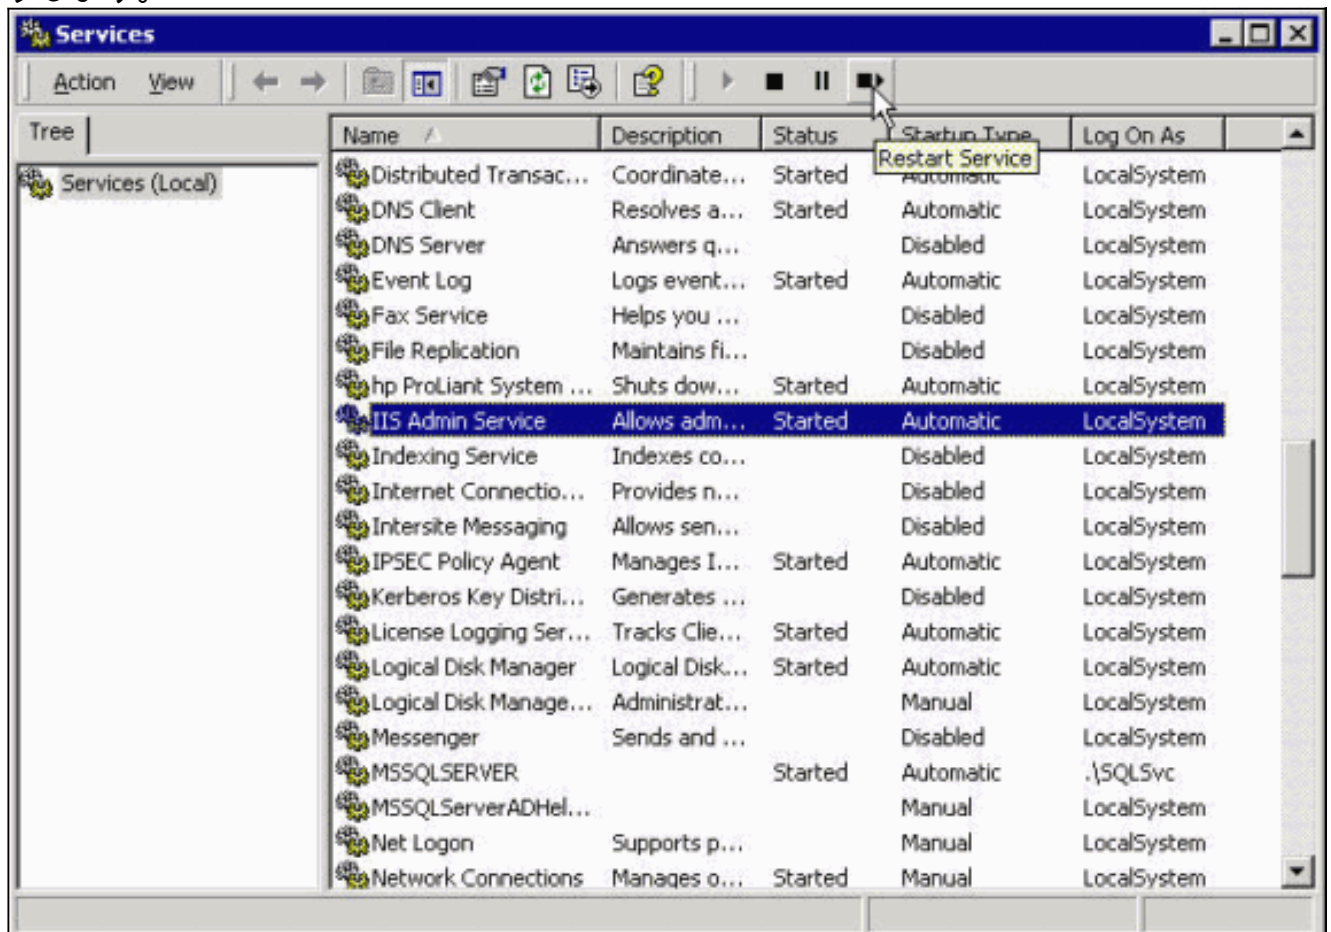 Services
Action View
Tree
Name Description Status Startup Type Log On As
Restart Service
Services (Local)
Distributed Transac... Coordinate... Started Automatic LocalSystem
DNS Client Resolves a... Started Automatic LocalSystem
DNS Server Answers q... Disabled LocalSystem
Event Log Logs event... Started Automatic LocalSystem
Fax Service Helps you ... Disabled LocalSystem
File Replication Maintains fi... Disabled LocalSystem
hp ProLiant System ... Shuts dow... Started Automatic LocalSystem
IIS Admin Service Allows adm... Started Automatic LocalSystem
Indexing Service Indexes co... Disabled LocalSystem
Internet Connectio... Provides n... Disabled LocalSystem
Intersite Messaging Allows sen... Disabled LocalSystem
IPSEC Policy Agent Manages I... Started Automatic LocalSystem
Kerberos Key Distri... Generates ... Disabled LocalSystem
License Logging Ser... Tracks Clie... Started Automatic LocalSystem
Logical Disk Manager Logical Disk... Started Automatic LocalSystem
Logical Disk Manage... Administrat... Manual LocalSystem
Messenger Sends and ... Disabled LocalSystem
MSSQLSERVER Started Automatic .\SQLSvc
MSSQLServerADHel... Manual LocalSystem
Net Logon Supports p... Manual LocalSystem
Network Connections Manages o... Started Manual LocalSystem